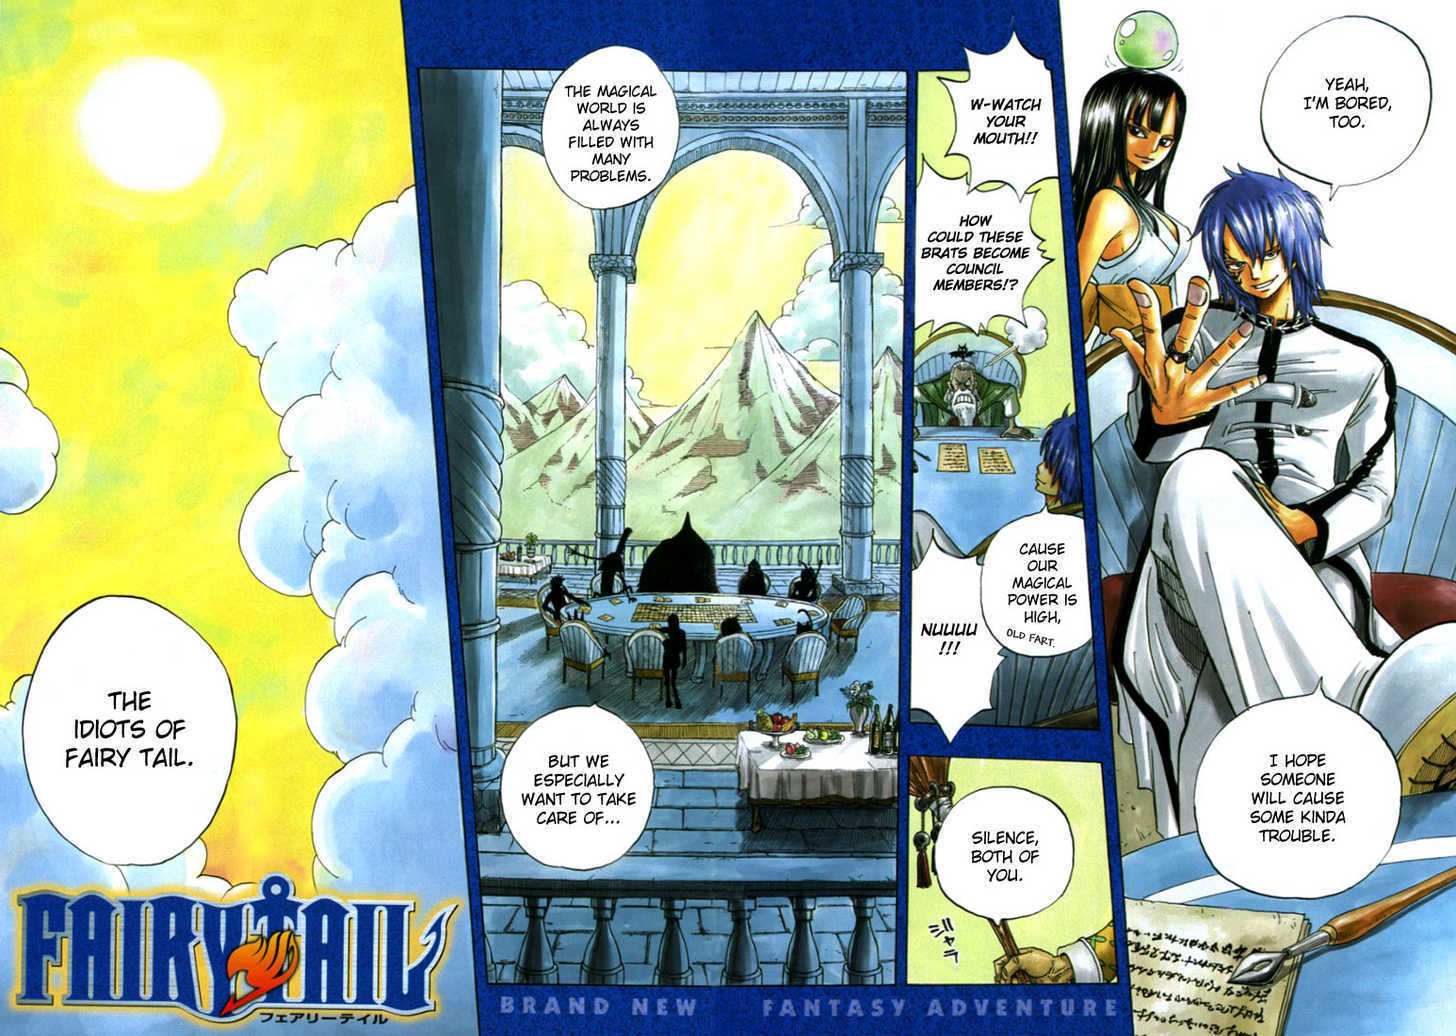 YEAH,
I'M BORED,
TOO.
I HOPE
SOMEONE
WILL CAUSE
SOME KINDA
TROUBLE.
W-WATCH
YOUR
MOUTH!!
HOW
COULD THESE
BRATS BECOME
COUNCIL
MEMBERS!?
CAUSE
OUR
MAGICAL
POWER IS
HIGH,
OLD FART.
NUUUU
!!!
SILENCE,
BOTH OF
YOU.
ジャラ
THE MAGICAL
WORLD IS
ALWAYS
FILLED WITH
MANY
PROBLEMS.
BUT WE
ESPECIALLY
WANT TO TAKE
CARE OF...
THE
IDIOTS OF
FAIRY TAIL.
FAIRY TAIL
フェアリーテイル
BRAND NEW FANTASY ADVENTURE